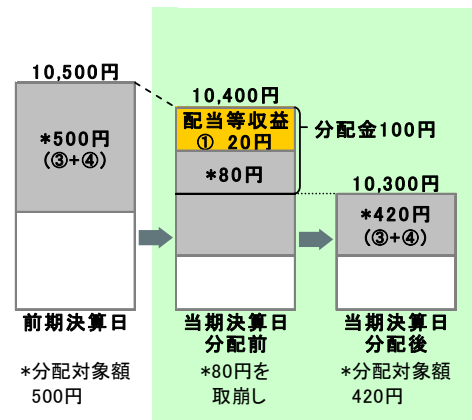 10,500円
*500円
(③+④)
前期決算日
*分配対象額
500円
10,400円
配当等収益
① 20円
*80円
分配金100円
当期決算日
分配前
*80円を
取崩し
10,300円
*420円
(③+④)
当期決算日
分配後
*分配対象額
420円